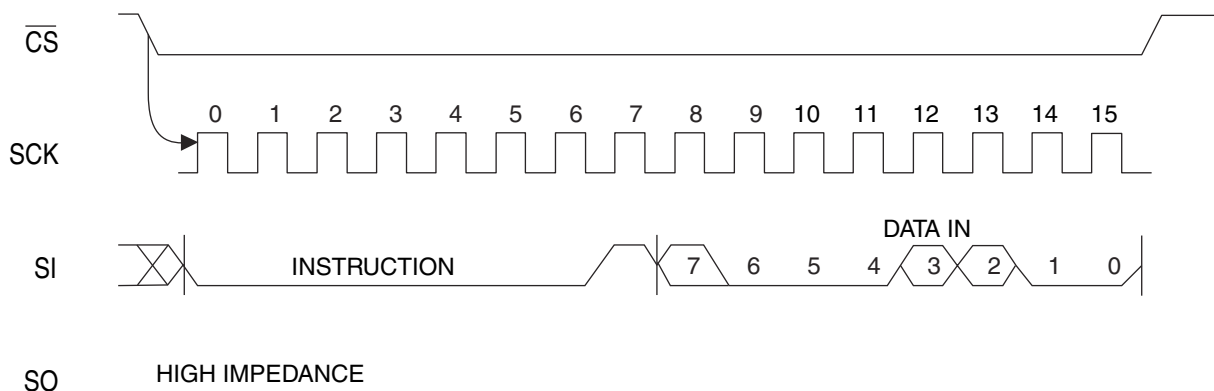 CS
0 1 2 3 4 5 6 7 8 9 10 11 12 13 14 15
SCK
DATA IN
SI INSTRUCTION 7 6 5 4 3 2 1 0
SO HIGH IMPEDANCE